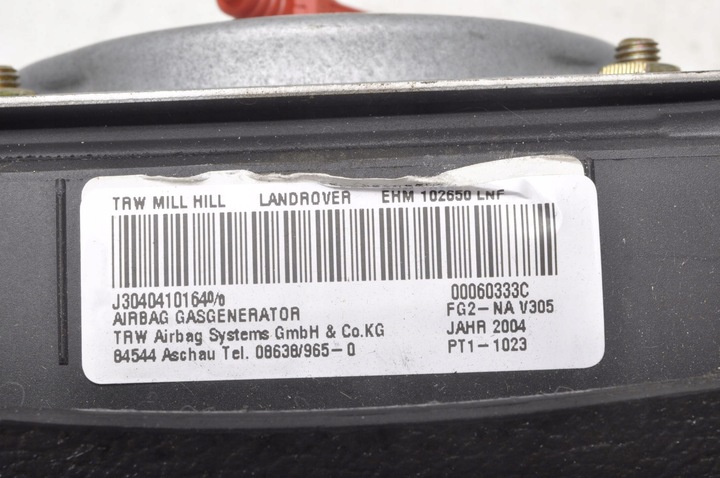 TRW MILL HILL LANDROVER EHM 102650 LNF
J3040410164%
00060333C
AIRBAG GASGENERATOR
FG2-NA V305
TRW Airbag Systems GmbH & Co.KG
JAHR 2004
84544 Aschau Tel. 08638/965-0
PT1-1023